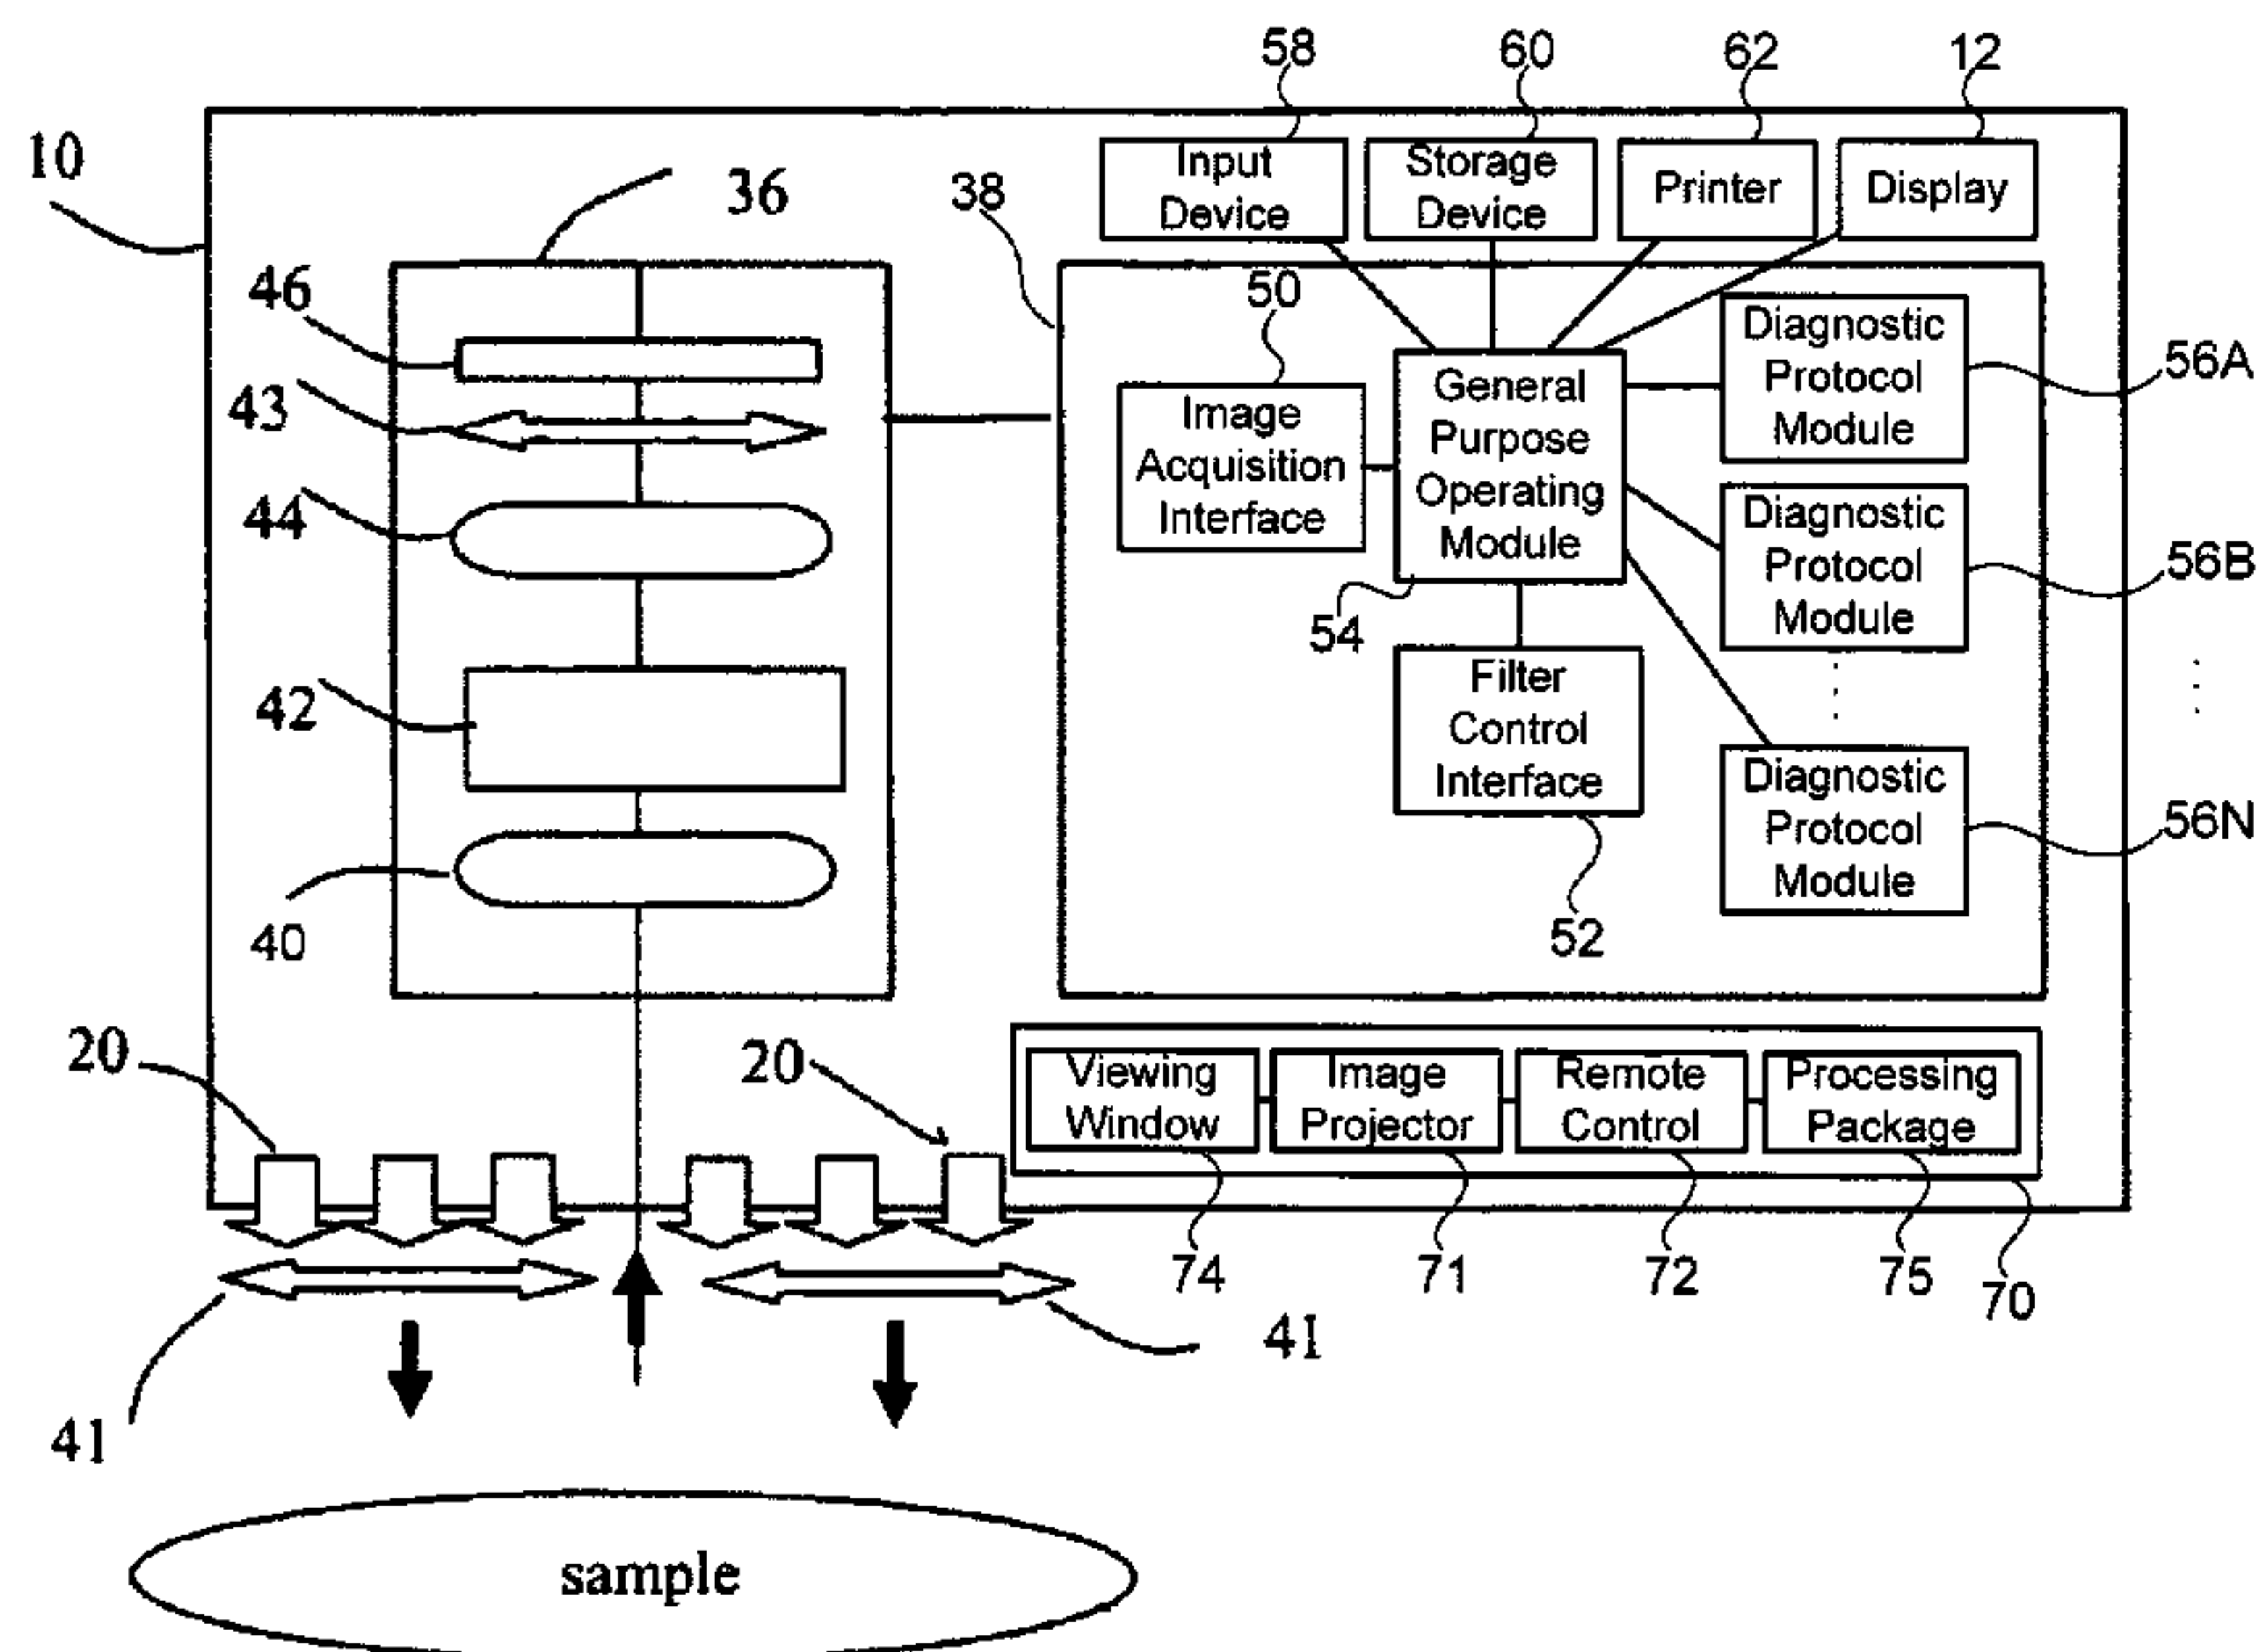 58
60
62
12
10
Input
Device
Storage
Device
Printer
Display
36
38
46
50
43
44
42
40
Image
Acquisition
Interface
General
Purpose
Operating
Module
54
Filter
Control
Interface
52
Diagnostic
Protocol
Module
56A
Diagnostic
Protocol
Module
56B
Diagnostic
Protocol
Module
56N
20
20
Viewing
Window
Image
Projector
Remote
Control
Processing
Package
74
71
72
75
70
41
41
sample